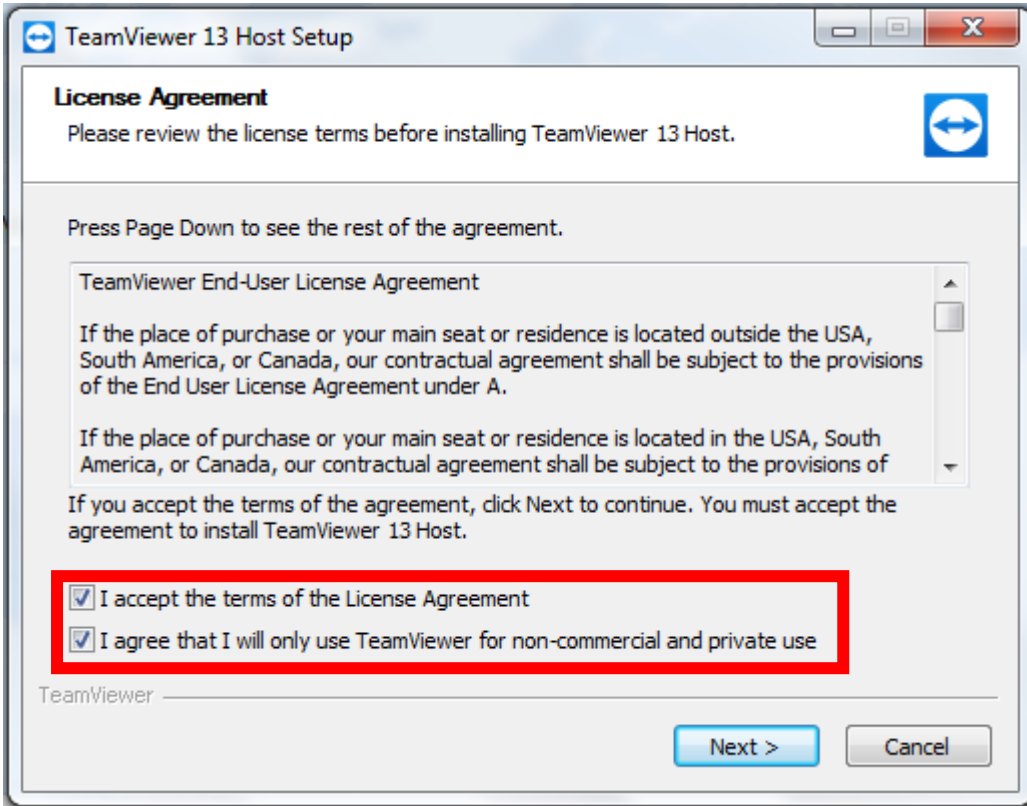 TeamViewer 13 Host Setup
License Agreement
Please review the license terms before installing TeamViewer 13 Host.
Press Page Down to see the rest of the agreement.
TeamViewer End-User License Agreement
If the place of purchase or your main seat or residence is located outside the USA,
South America, or Canada, our contractual agreement shall be subject to the provisions
of the End User License Agreement under A.
If the place of purchase or your main seat or residence is located in the USA, South
America, or Canada, our contractual agreement shall be subject to the provisions of
If you accept the terms of the agreement, click Next to continue. You must accept the
agreement to install TeamViewer 13 Host.
I accept the terms of the License Agreement
I agree that I will only use TeamViewer for non-commercial and private use
TeamViewer
Next >
Cancel